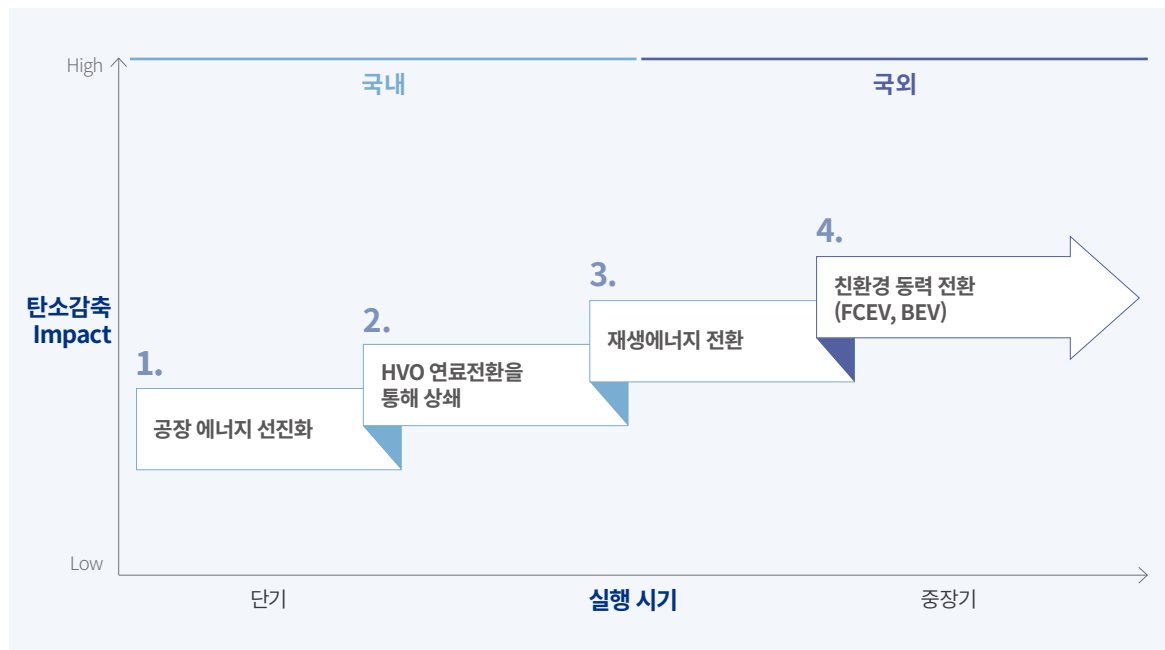 High
국내
국외
탄소감축
Impact
1.
공장 에너지 선진화
2.
HVO 연료전환을
통해 상쇄
3.
재생에너지 전환
4.
친환경 동력 전환
(FCEV, BEV)
Low
단기
실행 시기
중장기